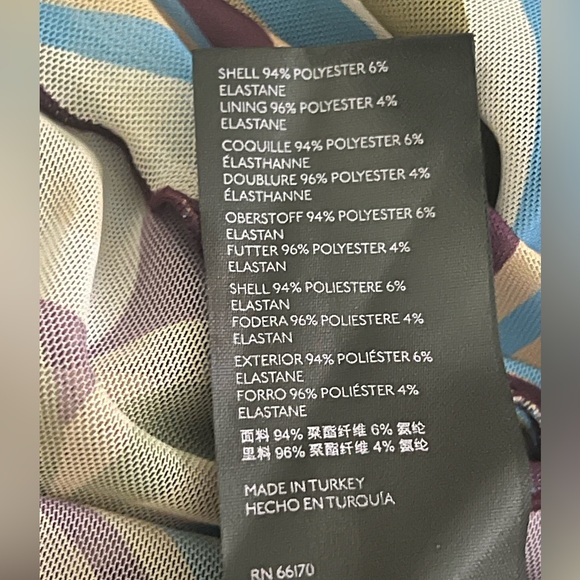 SHELL 94% POLYESTER 6%
ELASTANE
LINING 96% POLYESTER 4%
ELASTANE
COQUILLE 94% POLYESTER 6%
ÉLASTHANNE
DOUBLURE 96% POLYESTER 4%
ÉLASTHANNE
OBERSTOFF 94% POLYESTER 6%
ELASTAN
FUTTER 96% POLYESTER 4%
ELASTAN
SHELL 94% POLIESTERE 6%
ELASTAN
FODERA 96% POLIESTERE 4%
ELASTAN
EXTERIOR 94% POLIÉSTER 6%
ELASTANE
FORRO 96% POLIÉSTER 4%
ELASTANE
面料 94% 聚酯纤维 6% 氨纶
里料 96% 聚酯纤维 4% 氨纶
MADE IN TURKEY
HECHO EN TURQUÍA
RN 66170